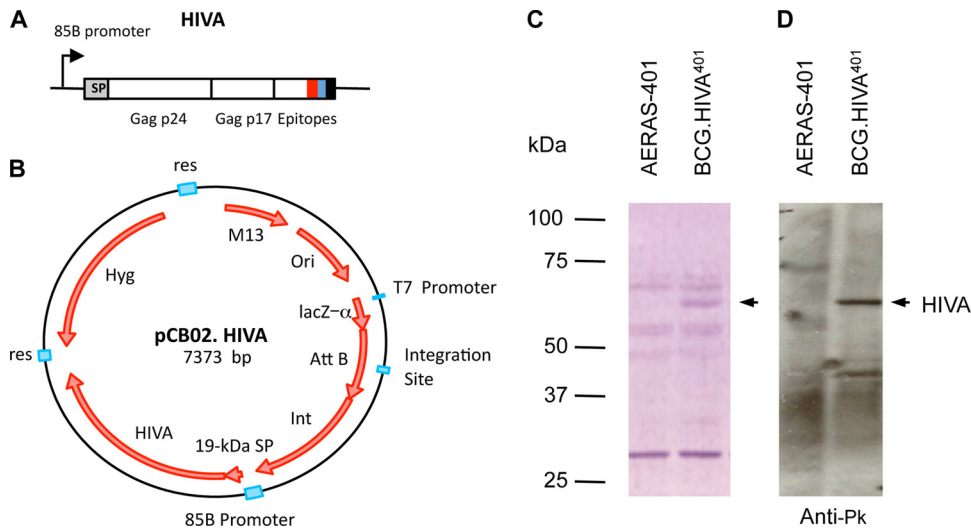 A
HIVA
85B promoter
SP
Gag p24
Gag p17
Epitopes
B
res
M13
Ori
Hyg
T7 Promoter
lacZ−α
pCB02. HIVA
7373 bp
Att B
res
Integration
Site
Int
HIVA
19-kDa SP
85B Promoter
C
AERAS-401
BCG.HIVA⁴⁰¹
kDa
100
75
50
37
25
D
AERAS-401
BCG.HIVA⁴⁰¹
HIVA
Anti-Pk